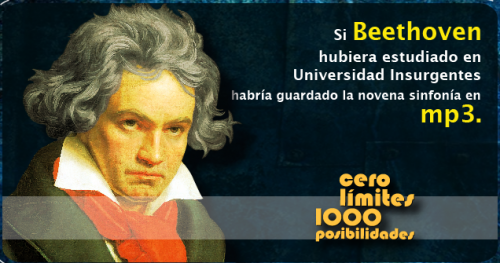 Si Beethoven
hubiera estudiado en
Universidad Insurgentes
habría guardado la novena sinfonía en
mp3.
cero
límites
1000
posibilidades